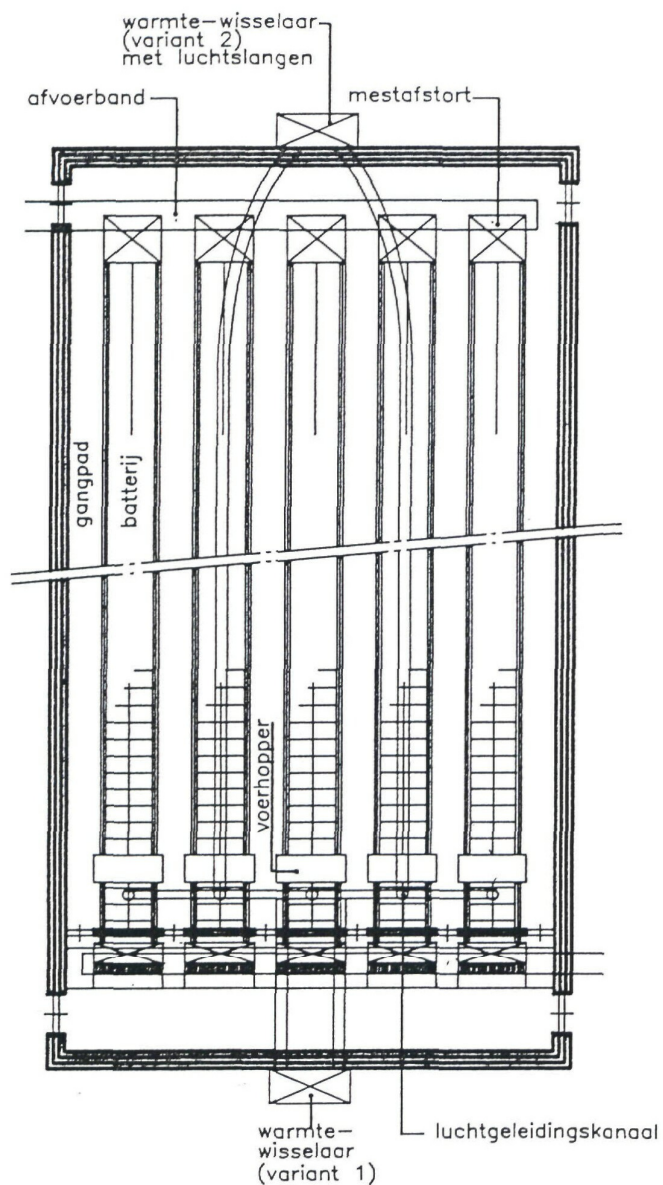 warmte-wisselaar
(variant 2)
met luchtslangen
afvoerband
mestafstort
gangpad
batterij
voerhopper
warmte-
wisselaar
(variant 1)
luchtgeleidingskanaal